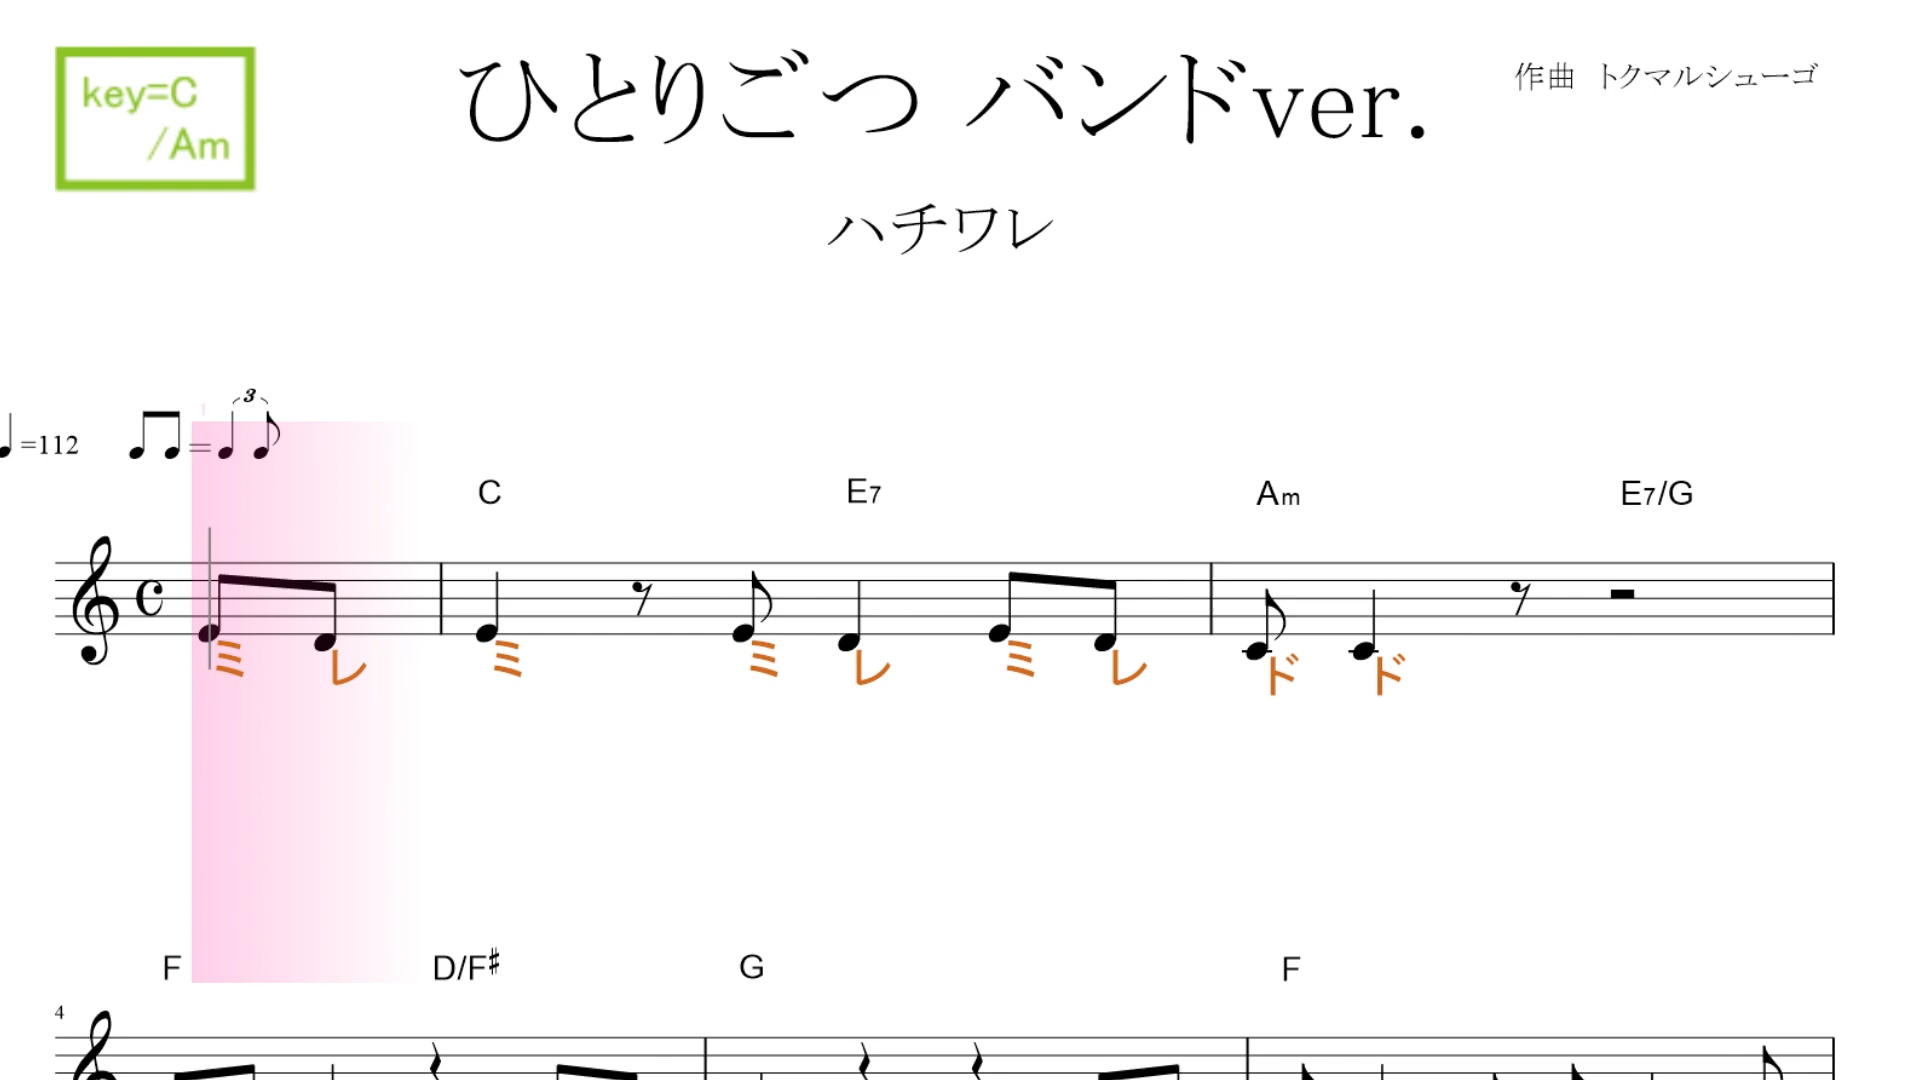 key=C
/Am
ひとりごつ バンドver.
作曲 トクマルシューゴ
ハチワレ
=112
3
1
C E7 Am E7/G
ミ レ ミ ミ レ ミ レ ド ド
F D/F♯ G F
4